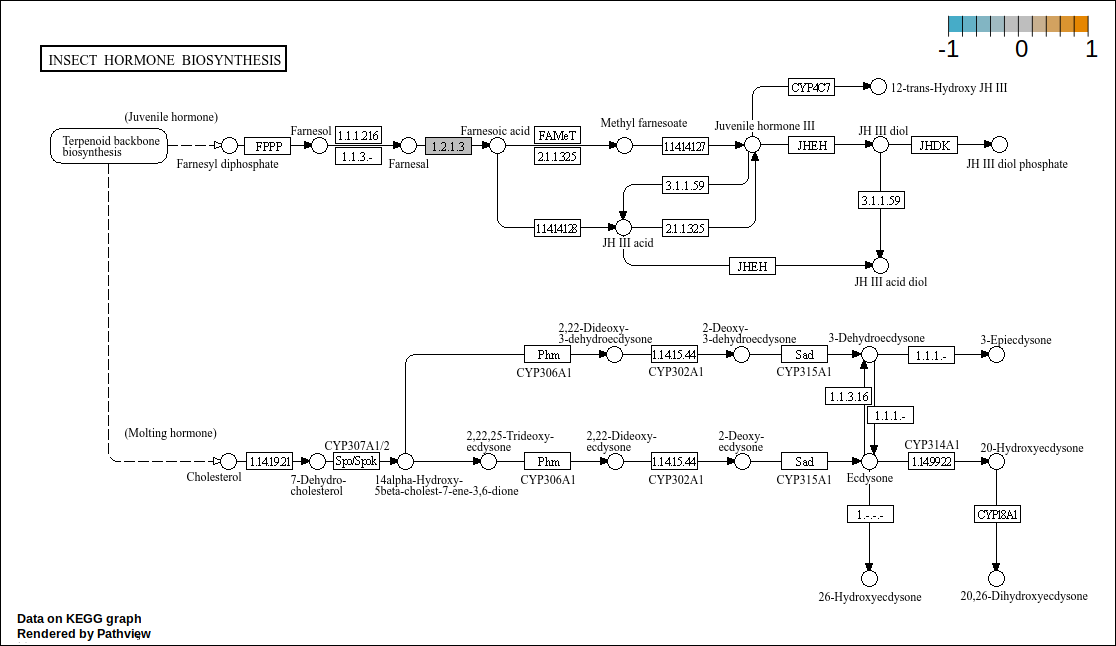 -1 0 1
INSECT HORMONE BIOSYNTHESIS
CYP4C7
12-trans-Hydroxy JH III
(Juvenile hormone)
Terpenoid backbone
biosynthesis
Farnesyl diphosphate
FPPP
Farnesol
1.1.1.216
1.1.3.-
Farnesal
1.2.1.3
Farnesoic acid
FAMeT
2.1.1.325
Methyl farnesoate
1.14.14.127
Juvenile hormone III
JHEH
JH III diol
JHDK
JH III diol phosphate
3.1.1.59
3.1.1.59
1.14.14.128
JH III acid
2.1.1.325
JHEH
JH III acid diol
2,22-Dideoxy-
3-dehydroecdysone
2-Deoxy-
3-dehydroecdysone
3-Dehydroecdysone
3-Epiecdysone
Phm
CYP306A1
1.14.15.44
CYP302A1
Sad
CYP315A1
1.1.1.-
1.1.3.16
1.1.1.-
(Molting hormone)
Cholesterol
1.14.19.21
7-Dehydro-
cholesterol
CYP307A1/2
Spo/Spok
14alpha-Hydroxy-
5beta-cholest-7-ene-3,6-dione
2,22,25-Trideoxy-
ecdysone
Phm
CYP306A1
2,22-Dideoxy-
ecdysone
1.14.15.44
CYP302A1
2-Deoxy-
ecdysone
Sad
CYP315A1
Ecdysone
CYP314A1
1.14.99.22
20-Hydroxyecdysone
1.-.-.-
CYP18A1
26-Hydroxyecdysone
20,26-Dihydroxyecdysone
Data on KEGG graph
Rendered by Pathview